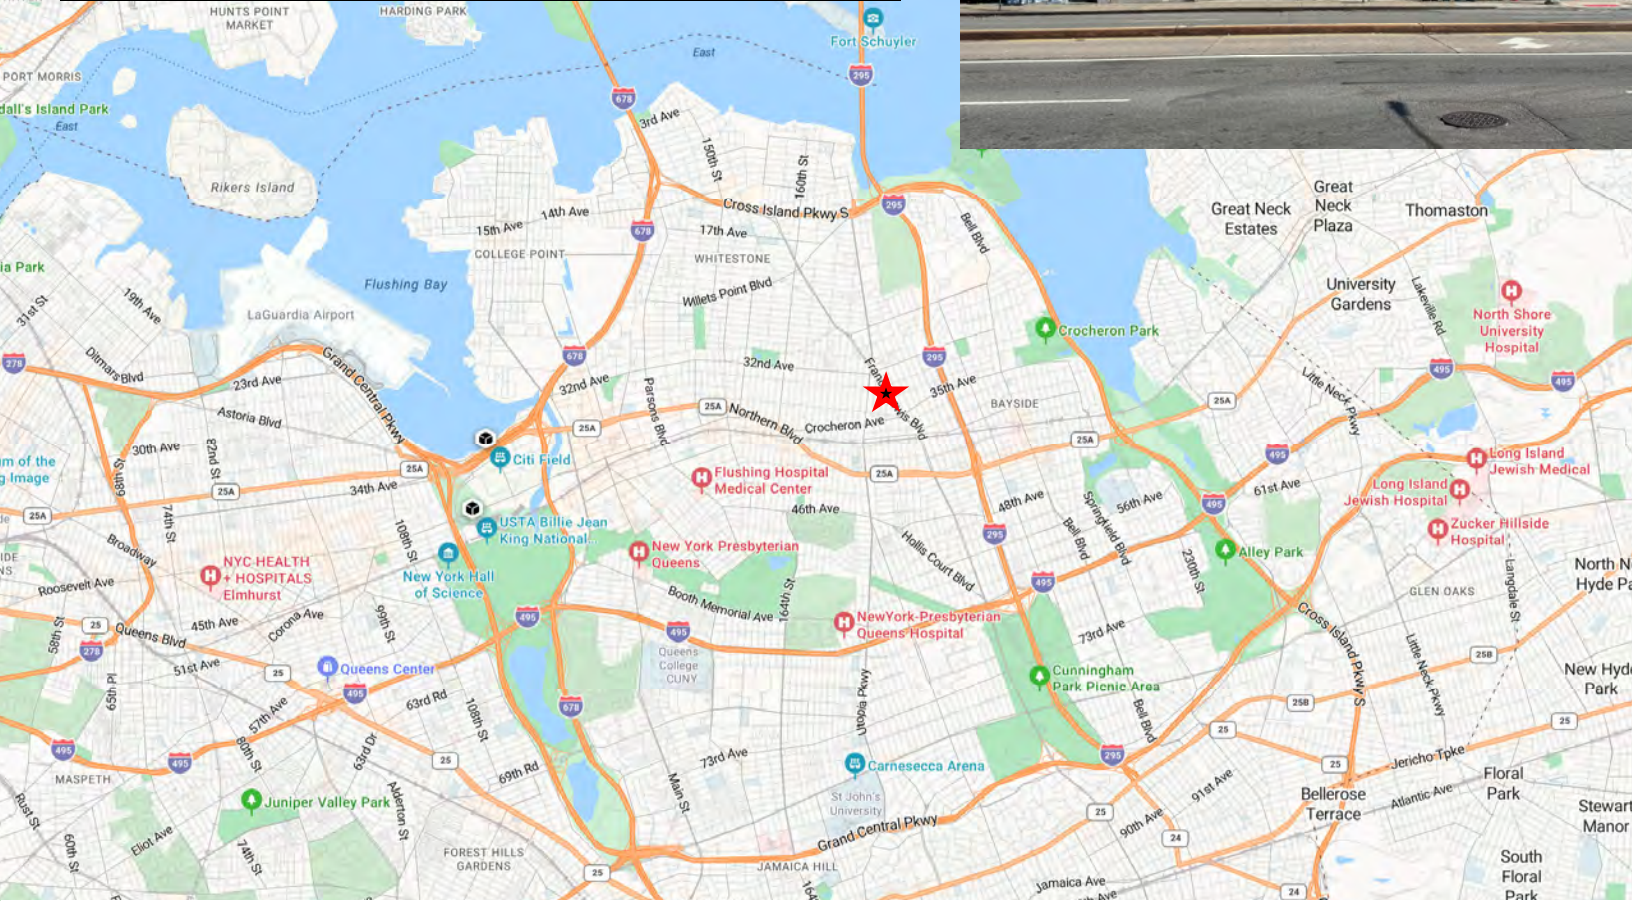 HUNTS POINT
MARKET
HARDING PARK
Fort Schuyler
East
295
PORT MORRIS
678
dall's Island Park
East
3rd Ave
150th St
160th St
Rikers Island
Great
Neck
Plaza
Great Neck
Estates
Thomaston
Cross Island Pkwy S
295
14th Ave
15th Ave
678
17th Ave
Bell Blvd
COLLEGE POINT
WHITESTONE
ia Park
Flushing Bay
Willets Point Blvd
University
Gardens
Lakeville Rd
North Shore
University
Hospital
31st St
19th Ave
LaGuardia Airport
Crocheron Park
278
Ditmars Blvd
Grand Central Pkwy
678
32nd Ave
295
495
495
23rd Ave
32nd Ave
35th Ave
Little Neck Pkwy
Astoria Blvd
Parsons Blvd
25A
Northern Blvd
Fran
is Blvd
BAYSIDE
25A
Crocheron Ave
25A
25A
30th Ave
82nd St
um of the
g Image
68th St
25A
Citi Field
Flushing Hospital
Medical Center
25A
495
Long Island
Jewish Medical
34th Ave
25A
25A
74th St
108th St
USTA Billie Jean
King National...
46th Ave
48th Ave
56th Ave
61st Ave
Long Island
Jewish Hospital
495
Bell Blvd
Springfield Blvd
Zucker Hillside
Hospital
Broadway
New York Presbyterian
Queens
Hollis Court Blvd
295
Alley Park
NYC HEALTH
+ HOSPITALS
Elmhurst
New York Hall
of Science
230th St
Langdale St
North N
Hyde Pa
Roosevelt Ave
164th St
Booth Memorial Ave
495
GLEN OAKS
58th St
25
Queens Blvd
45th Ave
Corona Ave
99th St
495
495
NewYork-Presbyterian
Queens Hospital
73rd Ave
Cross Island Pkwy S
278
51st Ave
25
Queens Center
Queens
College
CUNY
Cunningham
Park Picnic Area
Little Neck Pkwy
25B
New Hyde
Park
65th Pl
495
63rd Rd
678
Utopia Pkwy
Bell Blvd
25B
57th Ave
108th St
25
25
495
495
80th St
63rd Dr
25
73rd Ave
295
Jericho Tpke
MASPETH
69th Rd
Carnesecca Arena
25
Main St
91st Ave
Floral
Park
Rust St
Juniper Valley Park
Alderton St
St John's
University
Bellerose
Terrace
Atlantic Ave
Stewart
Manor
25
90th Ave
Grand Central Pkwy
60th St
Eliot Ave
74th St
24
FOREST HILLS
GARDENS
JAMAICA HILL
South
Floral
Park
25
Jamaica Ave
24